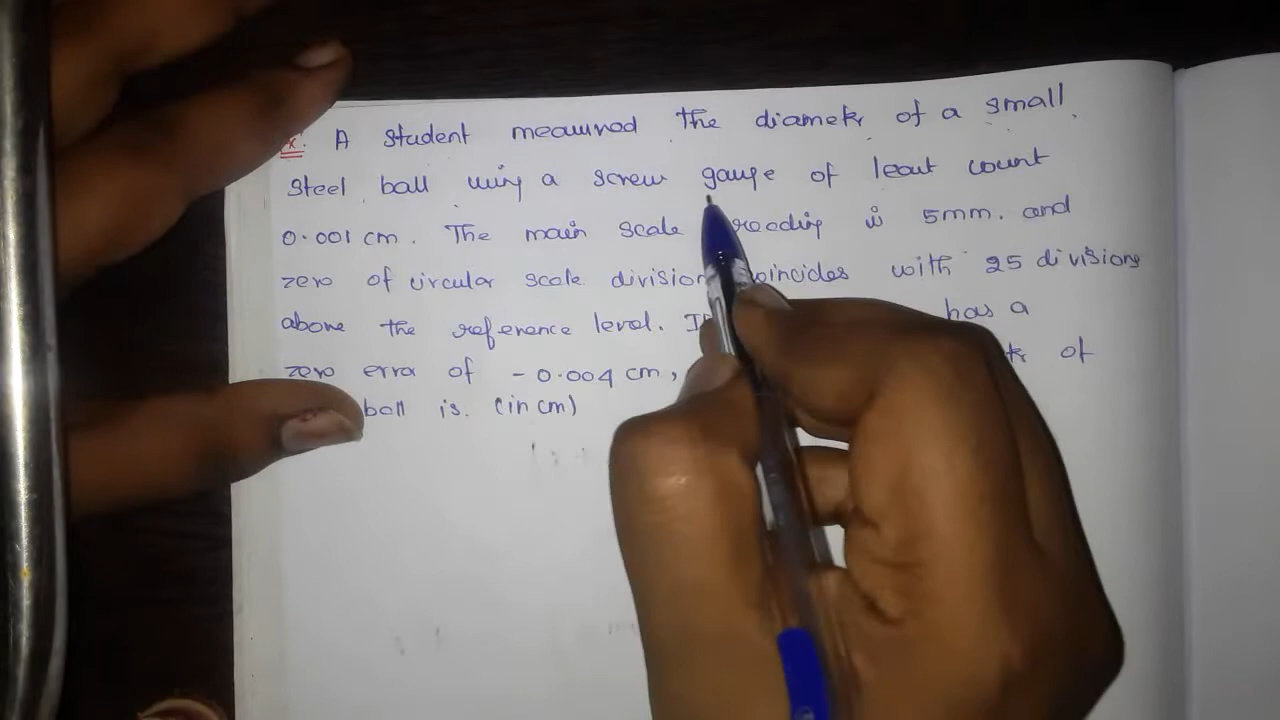 Ex: A student measured the diameter of a small
steel ball using a screw gauge of least count
0.001 cm. The main scale reading is 5mm. and
zero of circular scale division coincides with 25 divisions
above the reference level. If has a
zero error of - 0.004 cm, of
ball is. (in cm)